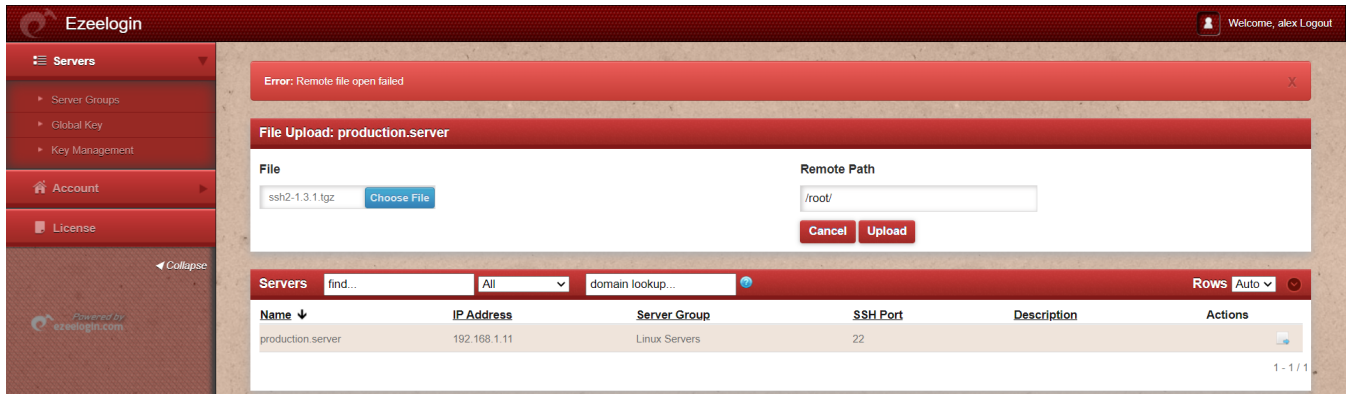 Ezeelogin
Welcome, alex Logout
Servers
Server Groups
Global Key
Key Management
Account
License
Collapse
Powered by
ezeelogin.com
Error: Remote file open failed
X
File Upload: production.server
File
Remote Path
ssh2-1.3.1.tgz Choose File
/root/
Cancel Upload
Servers find... All domain lookup... ? Rows Auto
Name IP Address Server Group SSH Port Description Actions
production.server 192.168.1.11 Linux Servers 22
1 - 1 / 1